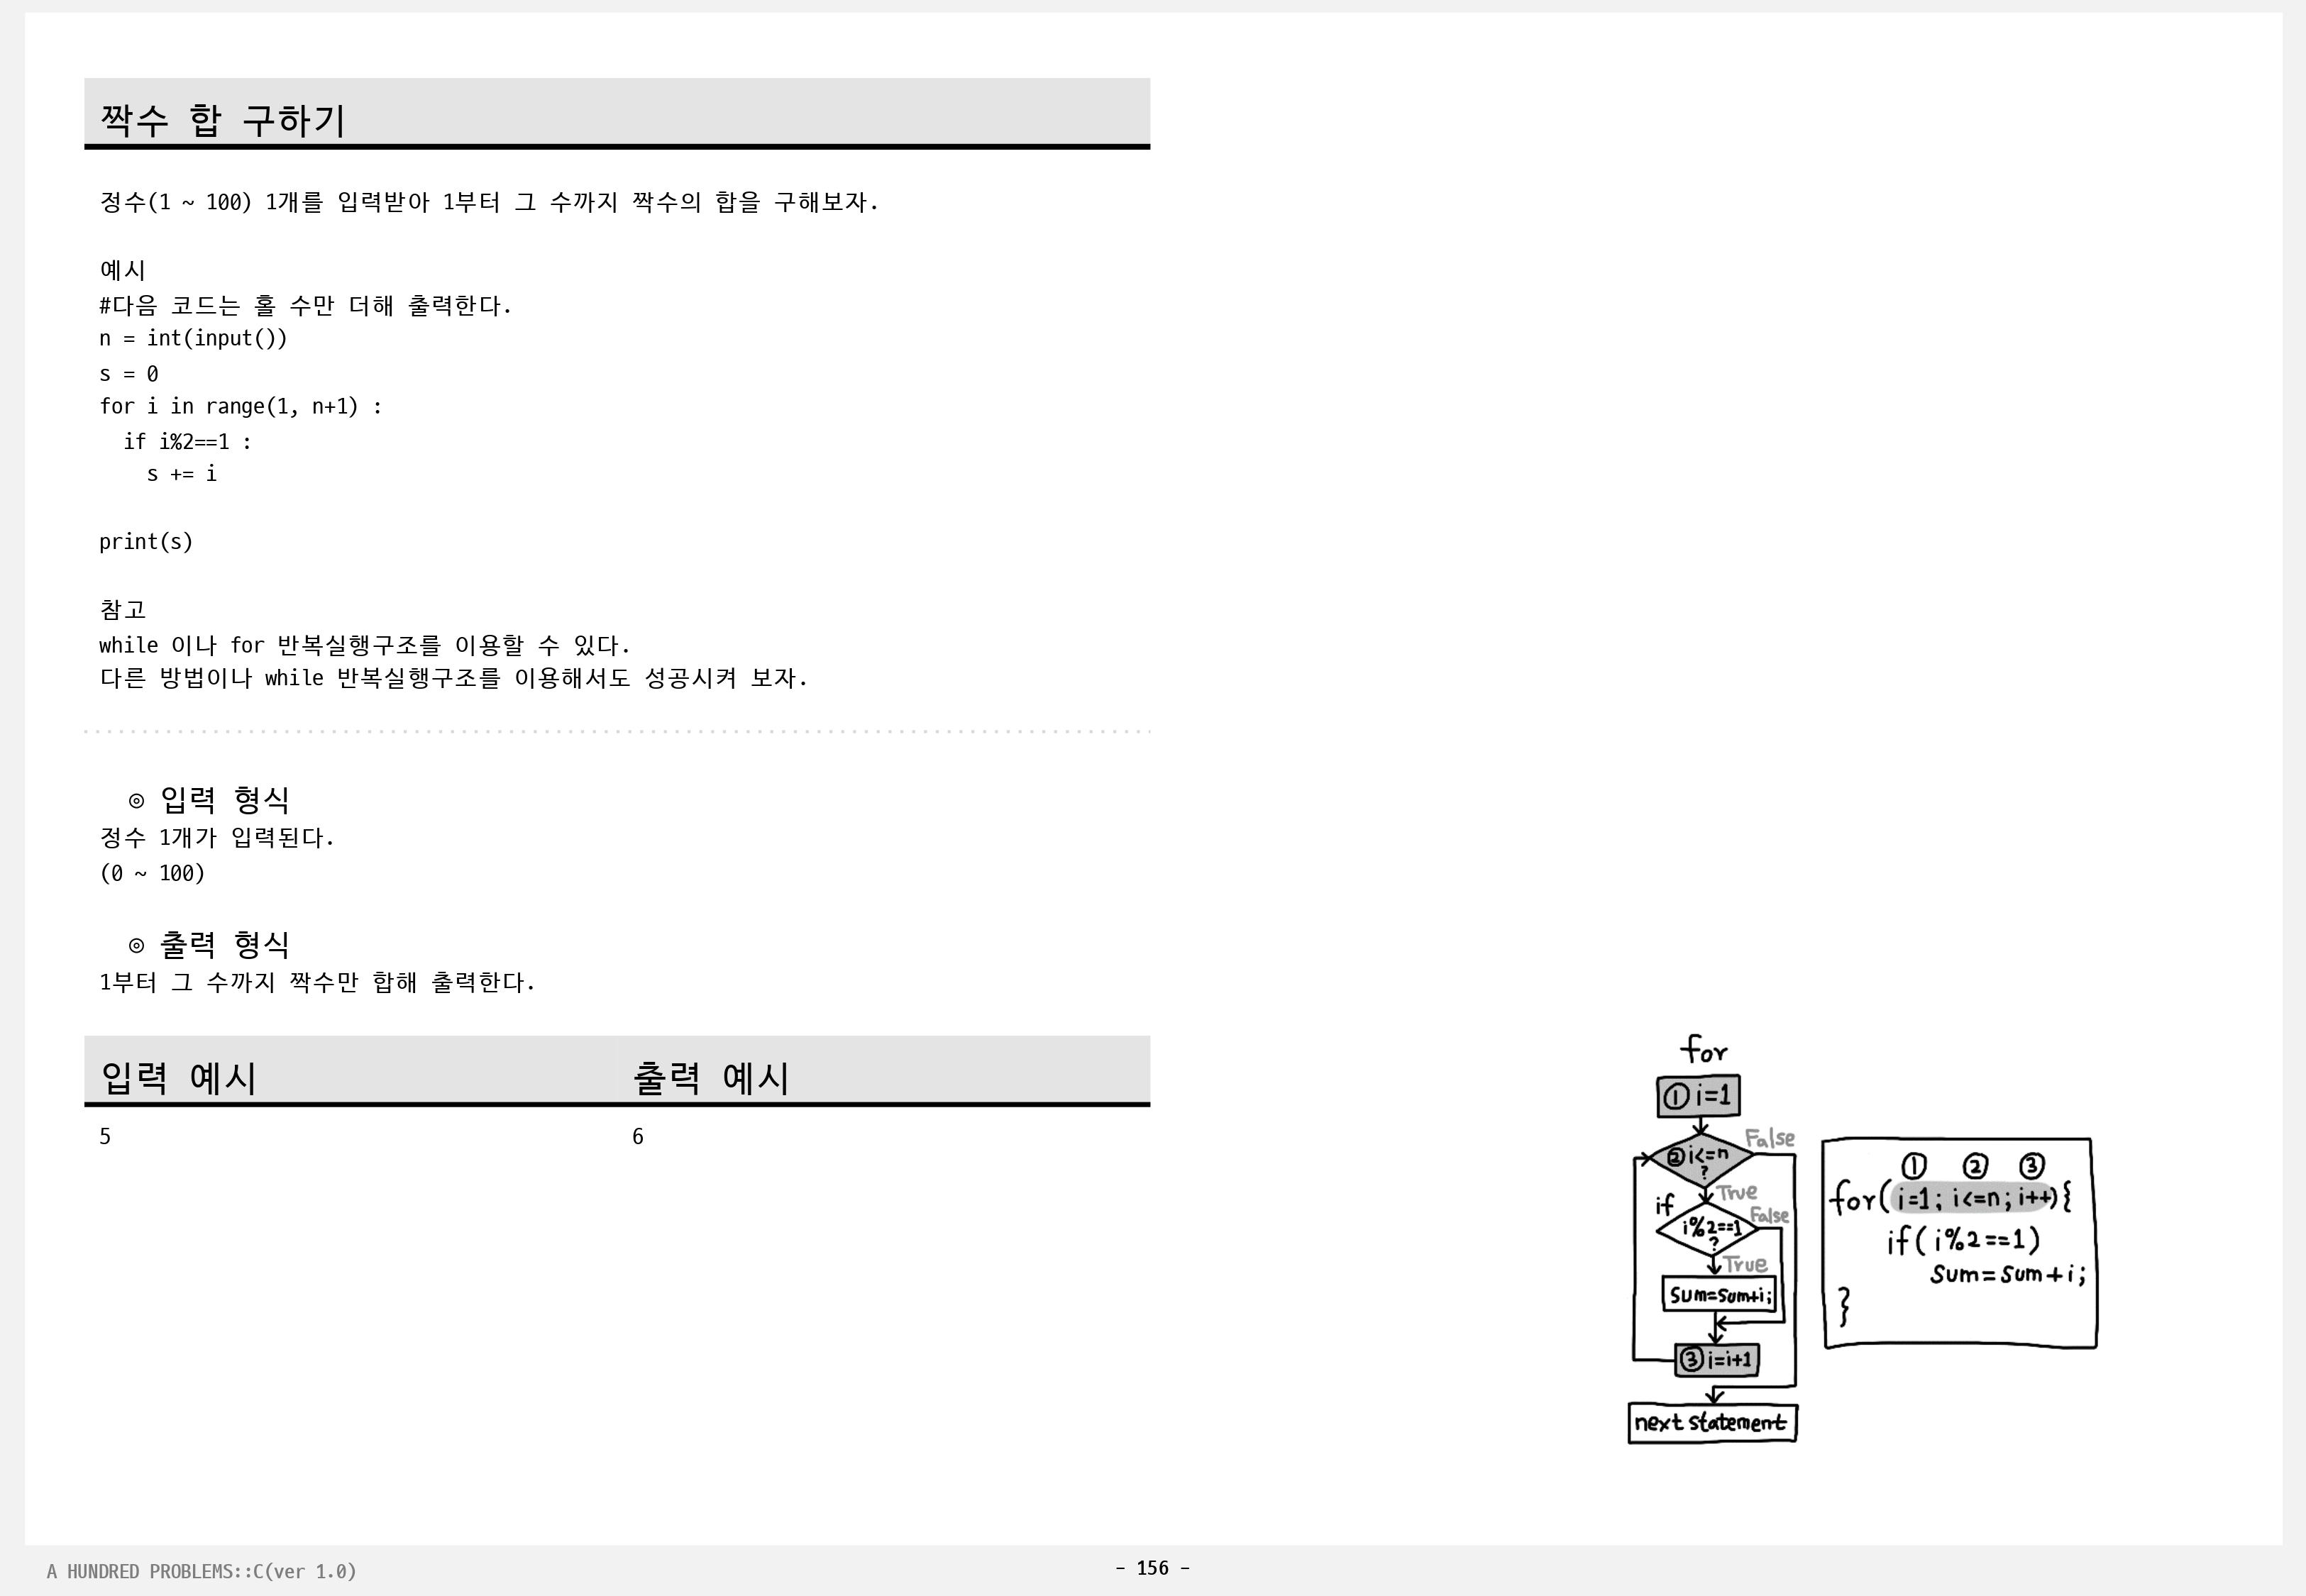 짝수 합 구하기
정수(1 ~ 100) 1개를 입력받아 1부터 그 수까지 짝수의 합을 구해보자.
예시
#다음 코드는 홀 수만 더해 출력한다.
n = int(input())
s = 0
for i in range(1, n+1) :
  if i%2==1 :
    s += i
print(s)
참고
while 이나 for 반복실행구조를 이용할 수 있다.
다른 방법이나 while 반복실행구조를 이용해서도 성공시켜 보자.
◎ 입력 형식
정수 1개가 입력된다.
(0 ~ 100)
◎ 출력 형식
1부터 그 수까지 짝수만 합해 출력한다.
입력 예시 출력 예시
5 6
for
① i=1
② i<=n
?
False
True
if
i%2==1
?
False
True
sum=sum+i;
③ i=i+1
next statement
① ② ③
for(i=1; i<=n; i++){
if( i%2==1)
sum=sum+i;
}
A HUNDRED PROBLEMS::C(ver 1.0)
- 156 -